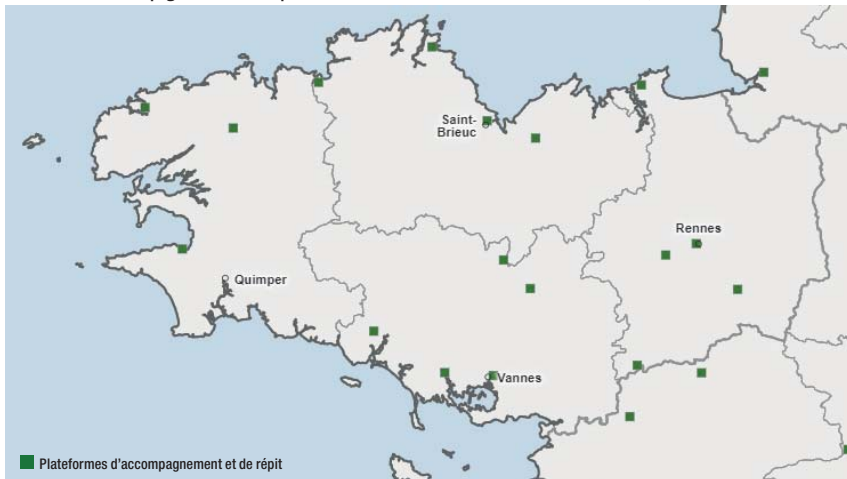 Saint-
Brieuc
Rennes
Quimper
Vannes
Plateformes d'accompagnement et de répit